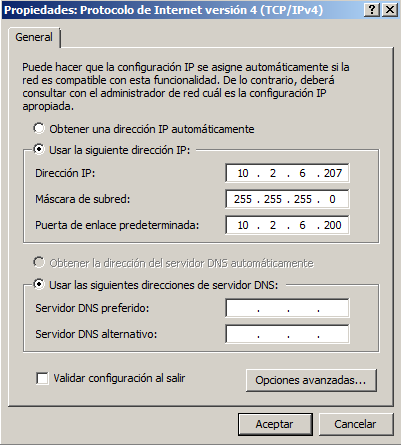 Propiedades: Protocolo de Internet versión 4 (TCP/IPv4)
General
Puede hacer que la configuración IP se asigne automáticamente si la
red es compatible con esta funcionalidad. De lo contrario, deberá
consultar con el administrador de red cuál es la configuración IP
apropiada.
Obtener una dirección IP automáticamente
Usar la siguiente dirección IP:
Dirección IP: 10 . 2 . 6 . 207
Máscara de subred: 255 . 255 . 255 . 0
Puerta de enlace predeterminada: 10 . 2 . 6 . 200
Obtener la dirección del servidor DNS automáticamente
Usar las siguientes direcciones de servidor DNS:
Servidor DNS preferido: . . .
Servidor DNS alternativo: . . .
Validar configuración al salir
Opciones avanzadas...
Aceptar Cancelar